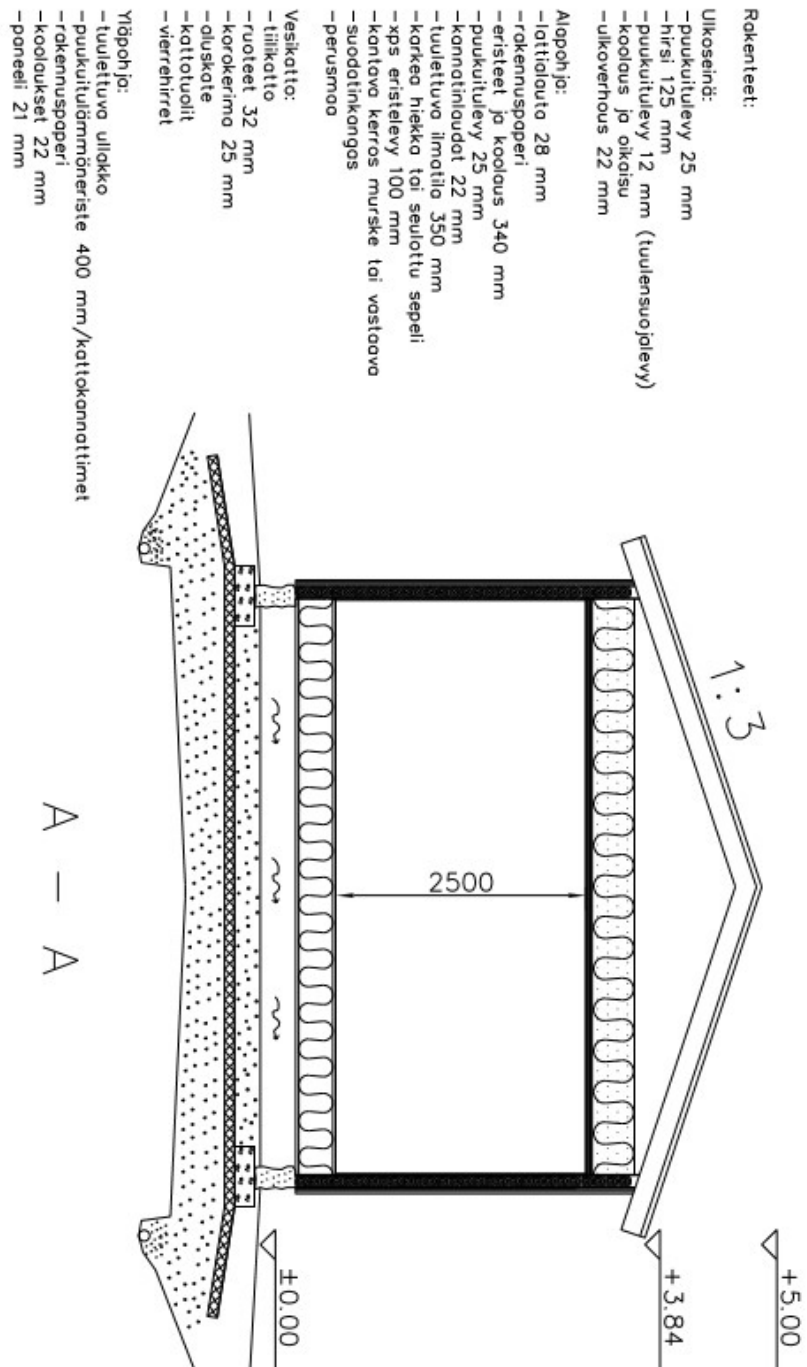 Rakenteet:
Ulkoseinä:
-puukuitulevy 25 mm
-hirsi 125 mm
-puukuitulevy 12 mm (tuulensuojalevy)
-koolaus ja oikaisu
-ulkoverhous 22 mm
Alapohja:
-lattialauta 28 mm
-rakennuspaperi
-eristeet ja koolaus 340 mm
-puukuitulevy 25 mm
-kannatinlaudat 22 mm
-tuulettuva ilmatila 350 mm
-karkea hiekka tai seulottu sepeli
-xps eristelevy 100 mm
-kantava kerros murske tai vastaava
-suodatinkangas
-perusmaa
Vesikatto:
-tiilikatto
-ruoteet 32 mm
-korokerima 25 mm
-aluskate
-kattotuolit
-vierrehirret
Yläpohja:
-tuulettuva ullakko
-puukuitulämmöneriste 400 mm/kattokannattimet
-rakennuspaperi
-koolaukset 22 mm
-paneeli 21 mm
1:3
2500
+5.00
+3.84
±0.00
A – A